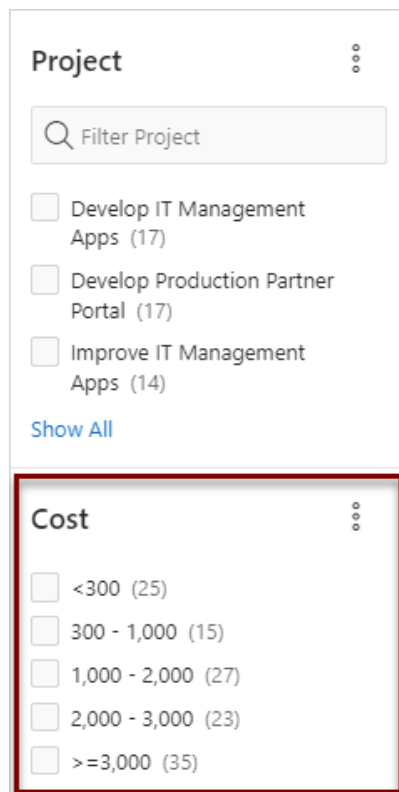 Project
Filter Project
Develop IT Management
Apps (17)
Develop Production Partner
Portal (17)
Improve IT Management
Apps (14)
Show All
Cost
<300 (25)
300 - 1,000 (15)
1,000 - 2,000 (27)
2,000 - 3,000 (23)
>=3,000 (35)